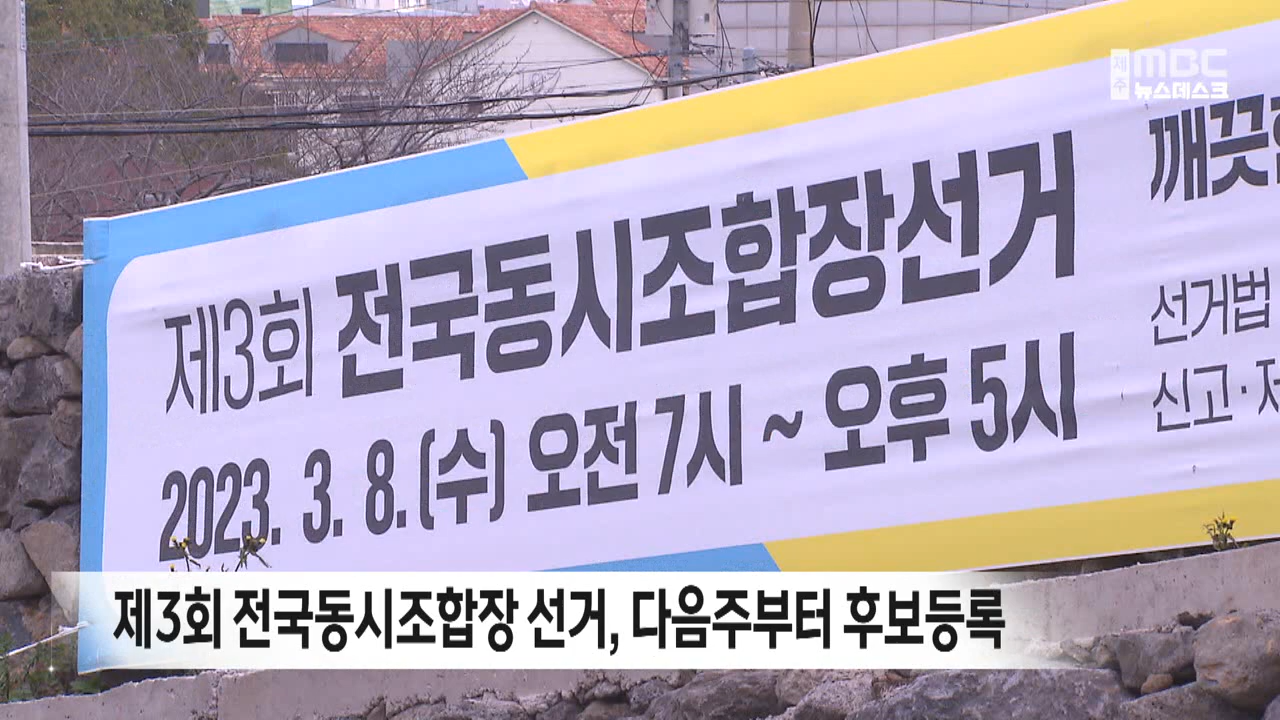 제주 MBC
뉴스데스크
제3회 전국동시조합장선거
2023. 3. 8.(수) 오전 7시 ~ 오후 5시
선거법
신고·
제3회 전국동시조합장 선거, 다음주부터 후보등록